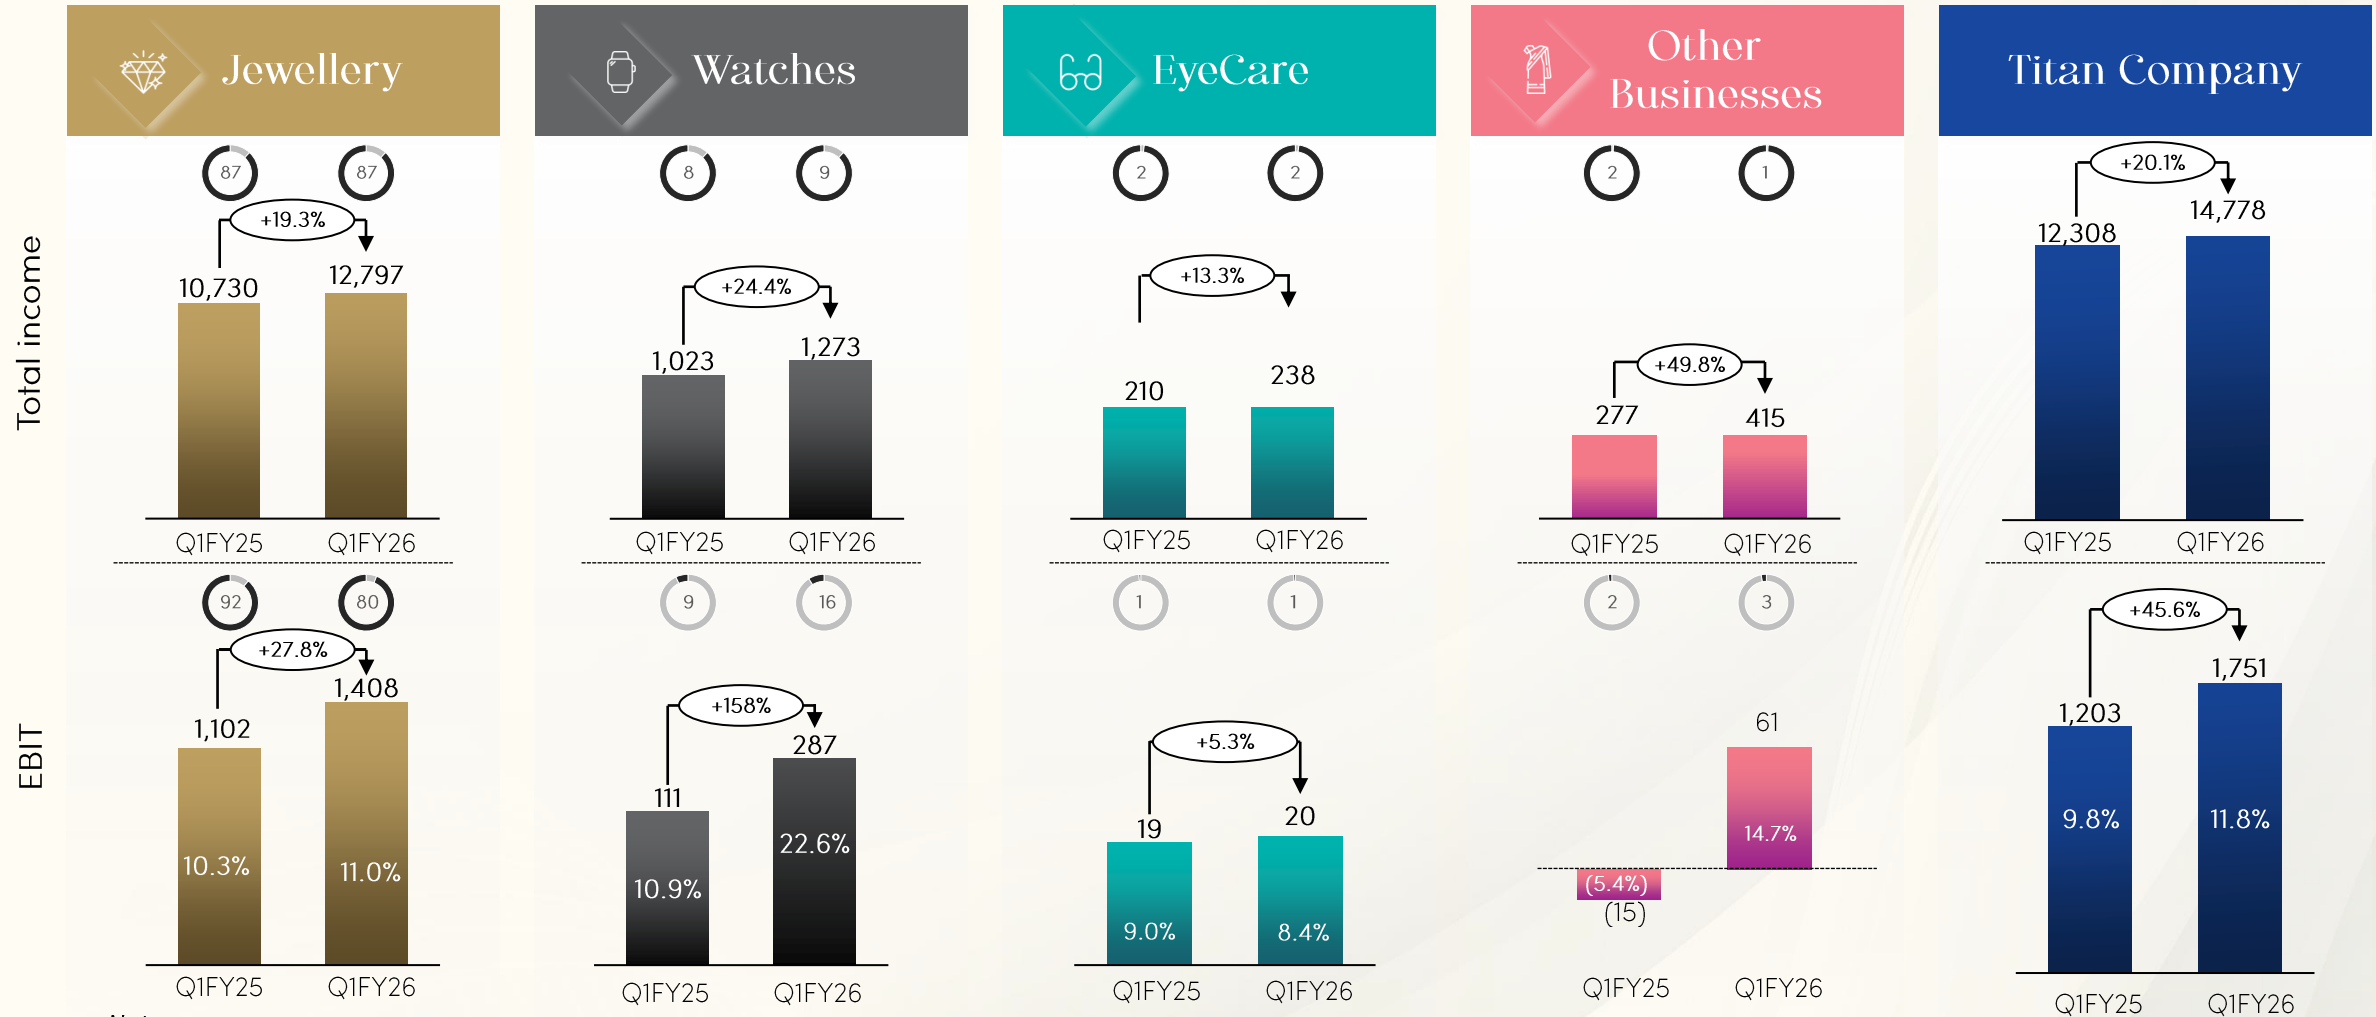 Jewellery
Watches
EyeCare
Other
Businesses
Titan Company
Total income
87
87
+19.3%
10,730
12,797
Q1FY25
Q1FY26
8
9
+24.4%
1,023
1,273
Q1FY25
Q1FY26
2
2
+13.3%
210
238
Q1FY25
Q1FY26
2
1
+49.8%
277
415
Q1FY25
Q1FY26
+20.1%
12,308
14,778
Q1FY25
Q1FY26
EBIT
92
80
+27.8%
1,102
1,408
10.3%
11.0%
Q1FY25
Q1FY26
9
16
+158%
111
287
10.9%
22.6%
Q1FY25
Q1FY26
1
1
+5.3%
19
20
9.0%
8.4%
Q1FY25
Q1FY26
2
3
61
14.7%
(5.4%)
(15)
Q1FY25
Q1FY26
+45.6%
1,203
1,751
9.8%
11.8%
Q1FY25
Q1FY26